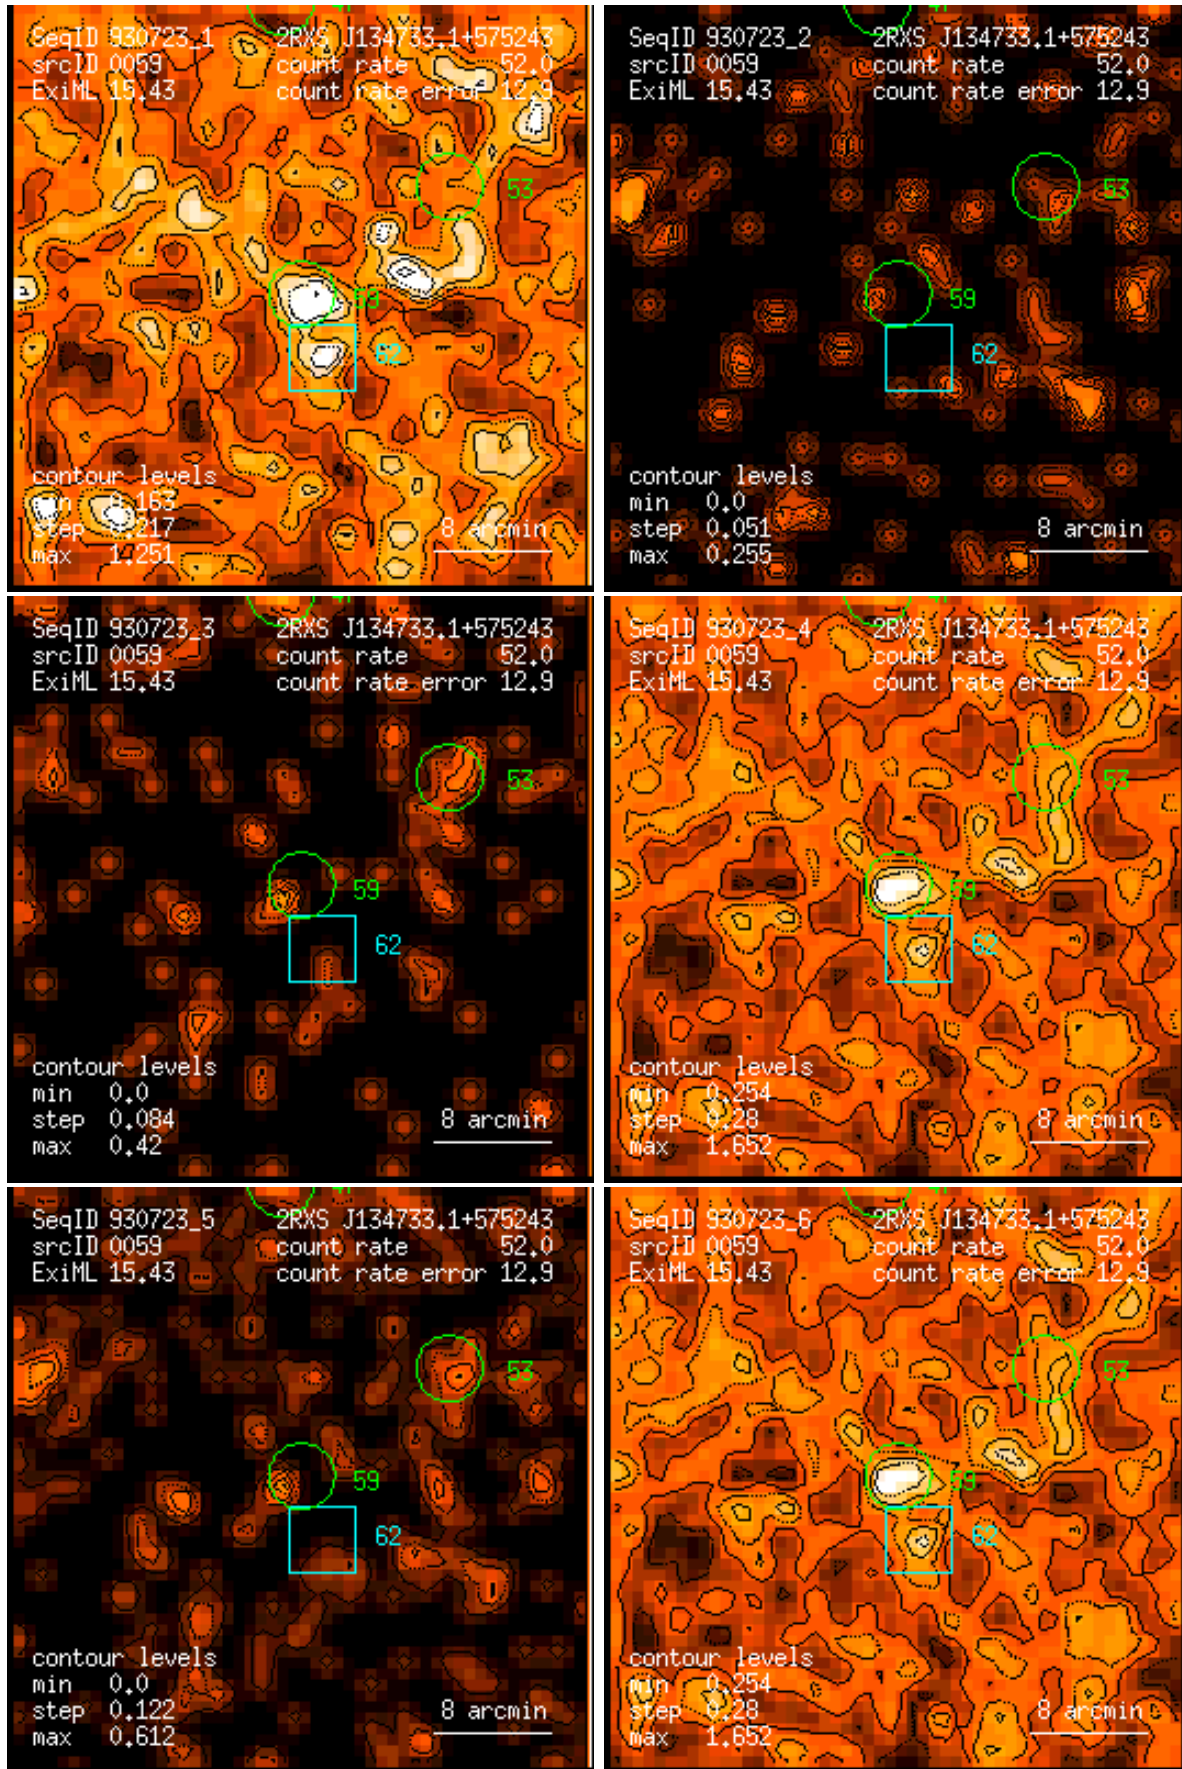 SeqID 930723_1 2RXS J134733.1+575243
srcID 0059 count rate 52.0
ExiML 15.43 count rate error 12.9
53
59
62
contour levels
min 0.163
step 0.217 8 arcmin
max 1.251
SeqID 930723_2 2RXS J134733.1+575243
srcID 0059 count rate 52.0
ExiML 15.43 count rate error 12.9
53
59
62
contour levels
min 0.0
step 0.051 8 arcmin
max 0.255
SeqID 930723_3 2RXS J134733.1+575243
srcID 0059 count rate 52.0
ExiML 15.43 count rate error 12.9
53
59
62
contour levels
min 0.0
step 0.084 8 arcmin
max 0.42
SeqID 930723_4 2RXS J134733.1+575243
srcID 0059 count rate 52.0
ExiML 15.43 count rate error 12.9
53
59
62
contour levels
min 0.254
step 0.28 8 arcmin
max 1.652
SeqID 930723_5 2RXS J134733.1+575243
srcID 0059 count rate 52.0
ExiML 15.43 count rate error 12.9
53
59
62
contour levels
min 0.0
step 0.122 8 arcmin
max 0.612
SeqID 930723_6 2RXS J134733.1+575243
srcID 0059 count rate 52.0
ExiML 15.43 count rate error 12.9
53
59
62
contour levels
min 0.254
step 0.28 8 arcmin
max 1.652